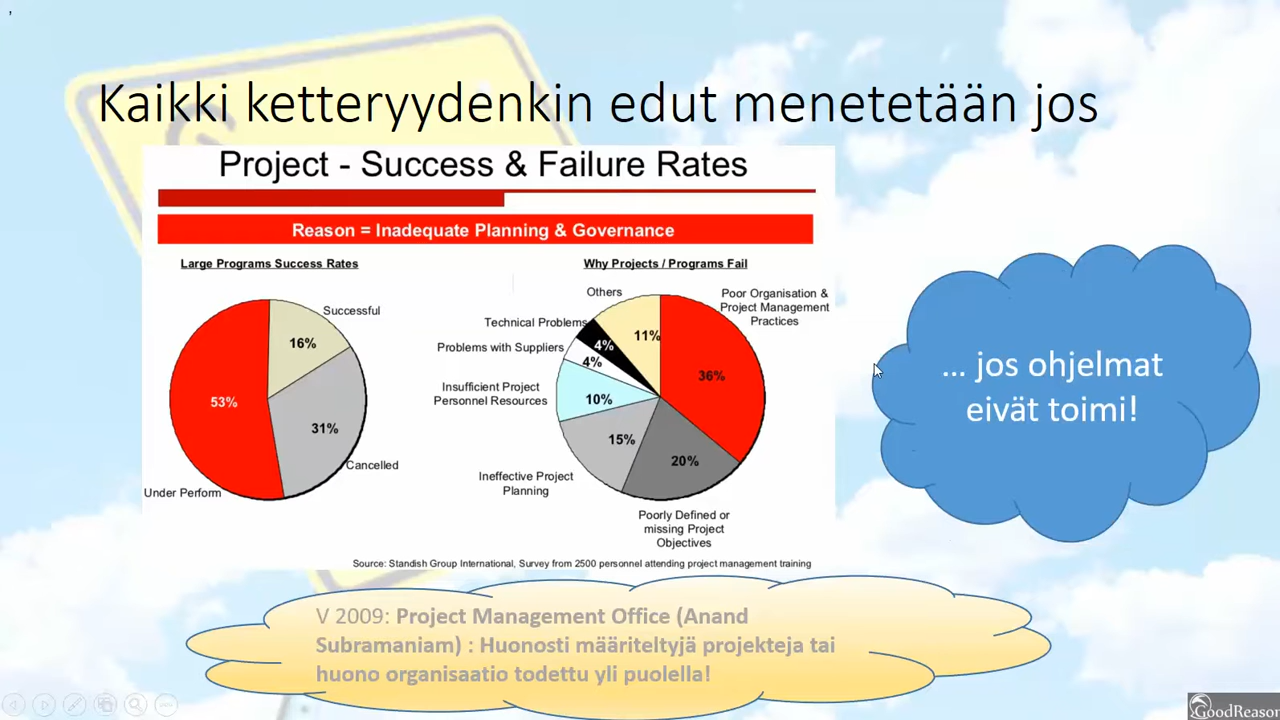 ,
Kaikki ketteryydenkin edut menetetään jos
Project - Success & Failure Rates
Reason = Inadequate Planning & Governance
Large Programs Success Rates
Successful
16%
53%
31%
Cancelled
Under Perform
Why Projects / Programs Fail
Others
Poor Organisation &
Project Management
Practices
Technical Problems
11%
4%
Problems with Suppliers
4%
36%
Insufficient Project
Personnel Resources
10%
15%
20%
Ineffective Project
Planning
Poorly Defined or
missing Project
Objectives
Source: Standish Group International, Survey from 2500 personnel attending project management training
... jos ohjelmat
eivät toimi!
V 2009: Project Management Office (Anand
Subramaniam) : Huonosti määriteltyjä projekteja tai
huono organisaatio todettu yli puolella!
GoodReason